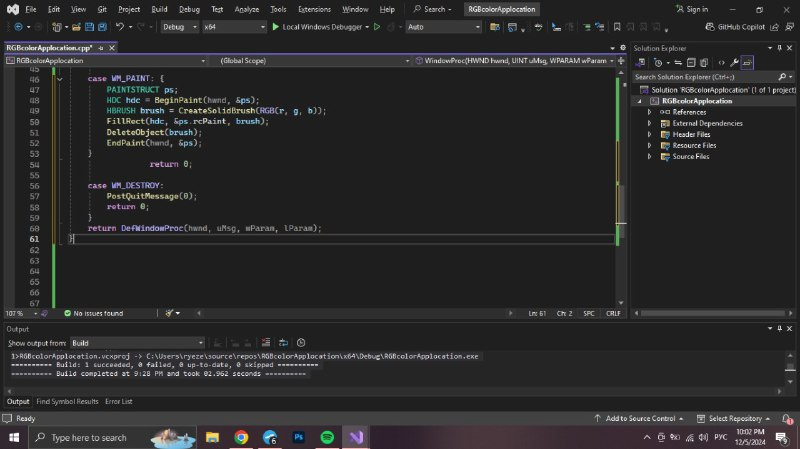 File Edit View Git Project Build Debug Test Analyze Tools Extensions Window Help Search RGBcolorApplocation Sign in
Debug x64 Local Windows Debugger Auto GitHub Copilot
RGBcolorApplocation.cpp*
RGBcolorApplocation (Global Scope) WindowProc(HWND hwnd, UINT uMsg, WPARAM wParam
45
46 case WM_PAINT: {
47 PAINTSTRUCT ps;
48 HDC hdc = BeginPaint(hwnd, &ps);
49 HBRUSH brush = CreateSolidBrush(RGB(r, g, b));
50 FillRect(hdc, &ps.rcPaint, brush);
51 DeleteObject(brush);
52 EndPaint(hwnd, &ps);
53 }
54 return 0;
55
56 case WM_DESTROY:
57 PostQuitMessage(0);
58 return 0;
59 }
60 return DefWindowProc(hwnd, uMsg, wParam, lParam);
61 }
62
63
64
65
66
67
107 % No issues found Ln: 61 Ch: 2 SPC CRLF
Solution Explorer
Search Solution Explorer (Ctrl+;)
Solution 'RGBcolorApplocation' (1 of 1 project)
RGBcolorApplocation
References
External Dependencies
Header Files
Resource Files
Source Files
Output
Show output from: Build
1>RGBcolorApplocation.vcxproj -> C:\Users\ryeze\source\repos\RGBcolorApplocation\x64\Debug\RGBcolorApplocation.exe
========== Build: 1 succeeded, 0 failed, 0 up-to-date, 0 skipped ==========
========== Build completed at 9:28 PM and took 02.962 seconds ==========
Output Find Symbol Results Error List
Ready Add to Source Control Select Repository
Type here to search РУС 10:02 PM
12/5/2024